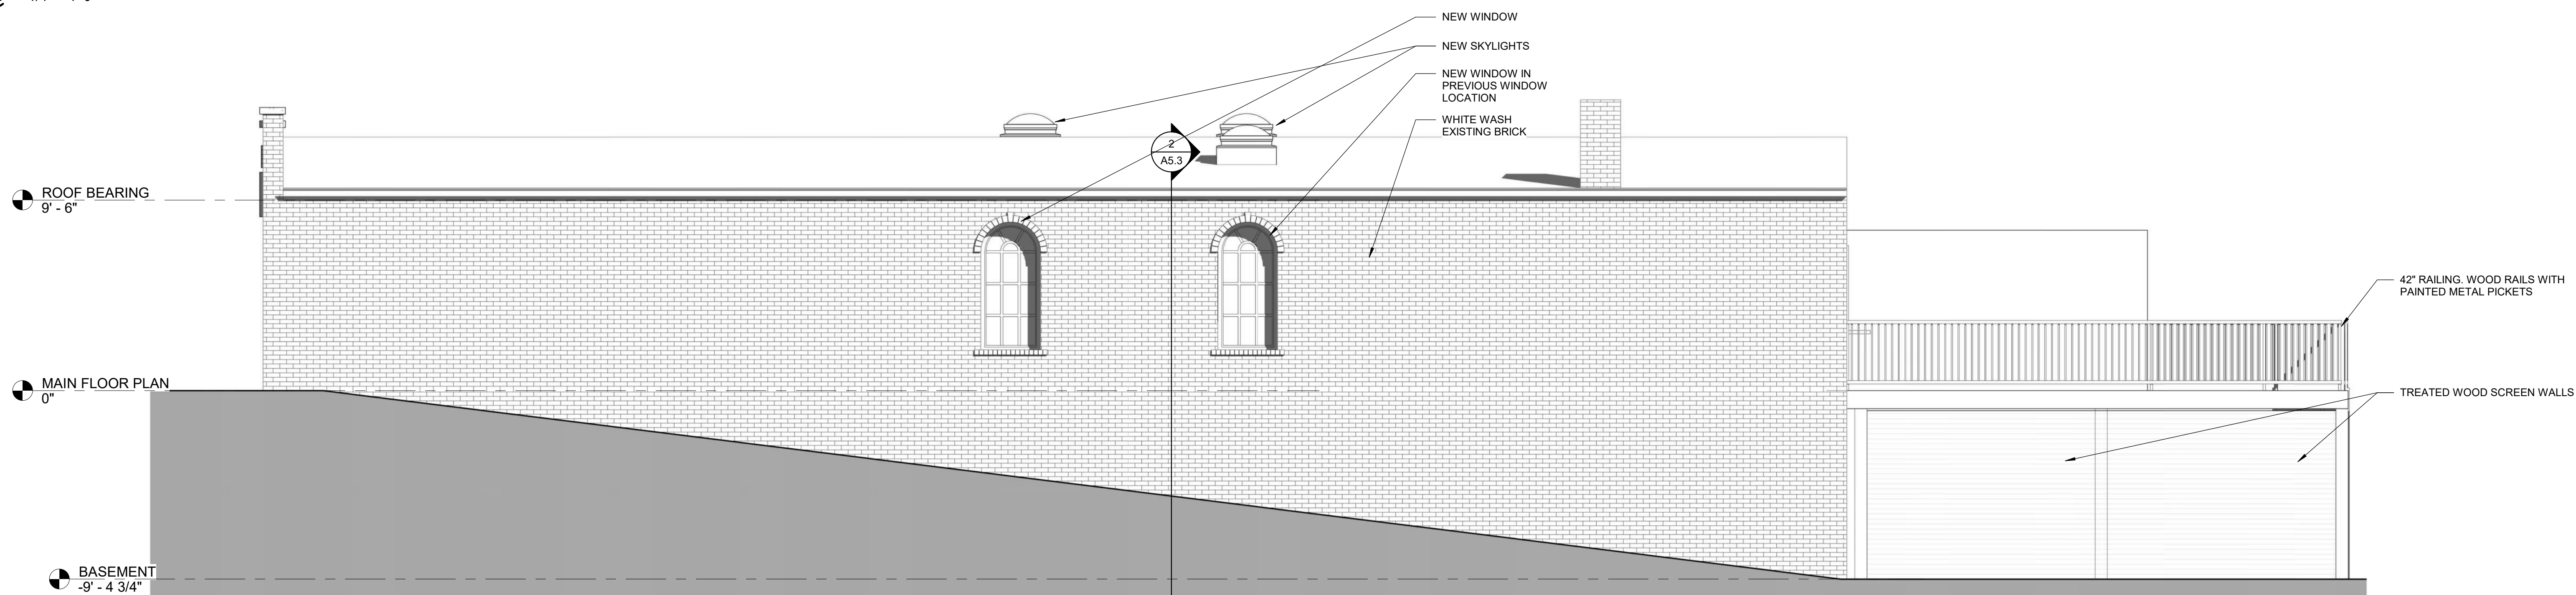 NEW WINDOW
NEW SKYLIGHTS
NEW WINDOW IN
PREVIOUS WINDOW
LOCATION
WHITE WASH
EXISTING BRICK
2
A5.3
ROOF BEARING
9' - 6"
42" RAILING. WOOD RAILS WITH
PAINTED METAL PICKETS
MAIN FLOOR PLAN
0"
TREATED WOOD SCREEN WALLS
BASEMENT
-9' - 4 3/4"